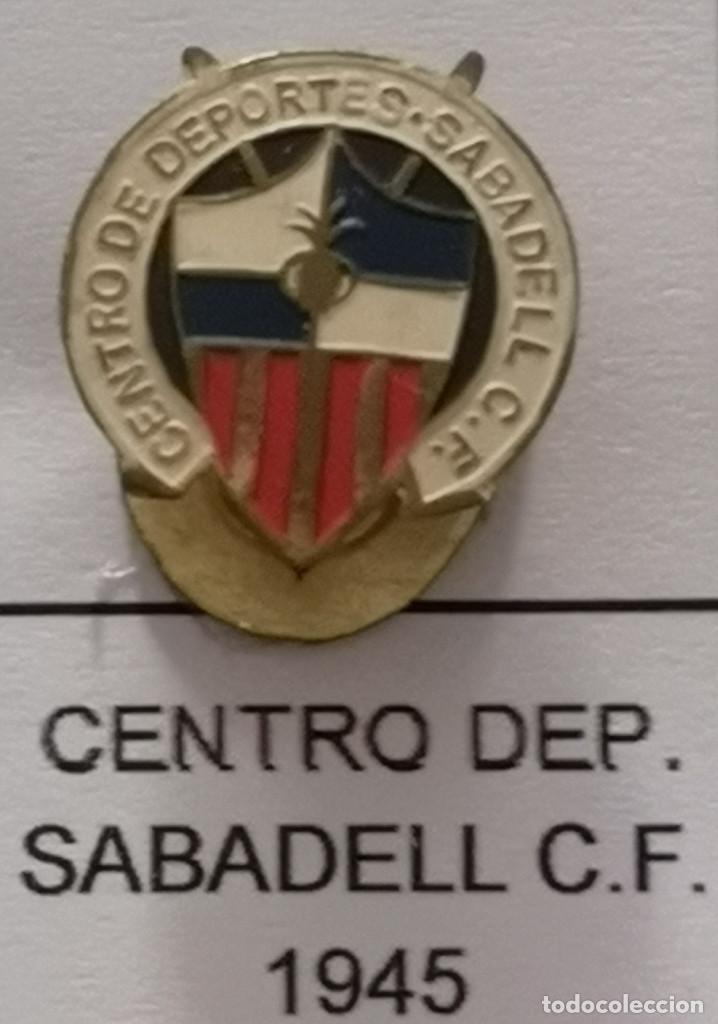 CENTRO DE DEPORTES · SABADELL C. F.
CENTRO DEP.
SABADELL C.F.
1945
todocoleccion